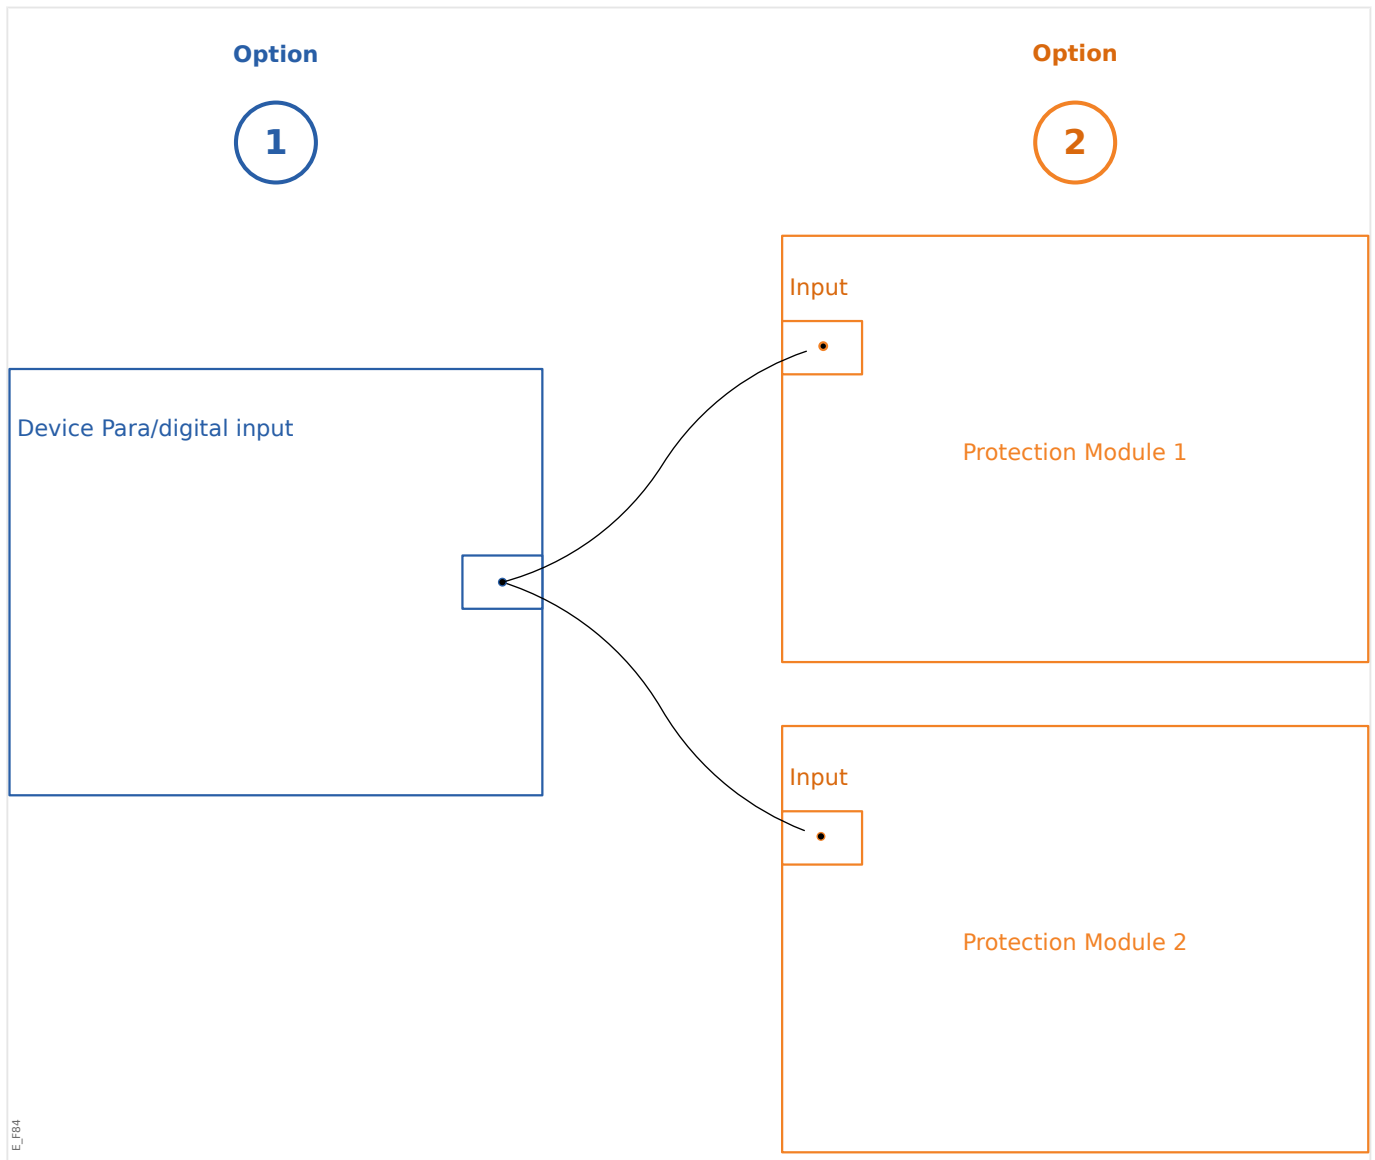 Option
1
Option
2
Device Para/digital input
Input
Protection Module 1
Input
Protection Module 2
E_F84